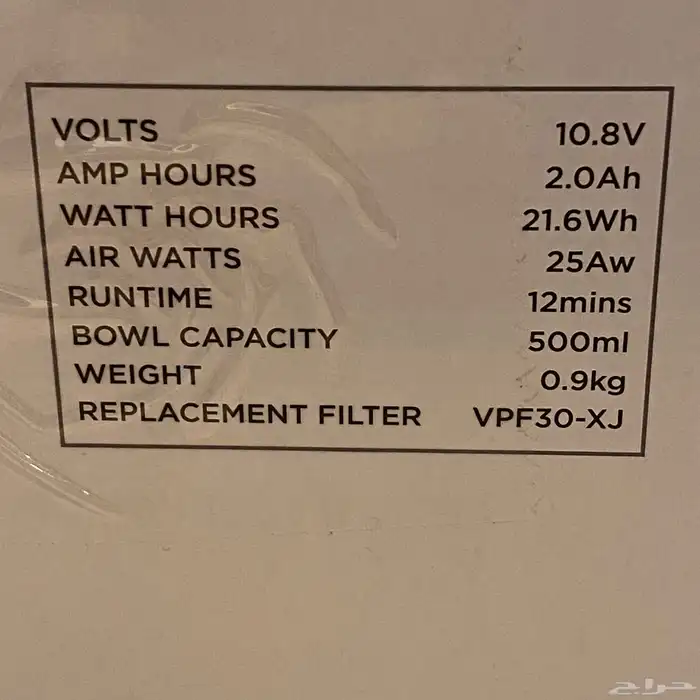 VOLTS 10.8V
AMP HOURS 2.0Ah
WATT HOURS 21.6Wh
AIR WATTS 25Aw
RUNTIME 12mins
BOWL CAPACITY 500ml
WEIGHT 0.9kg
REPLACEMENT FILTER VPF30-XJ
حراج